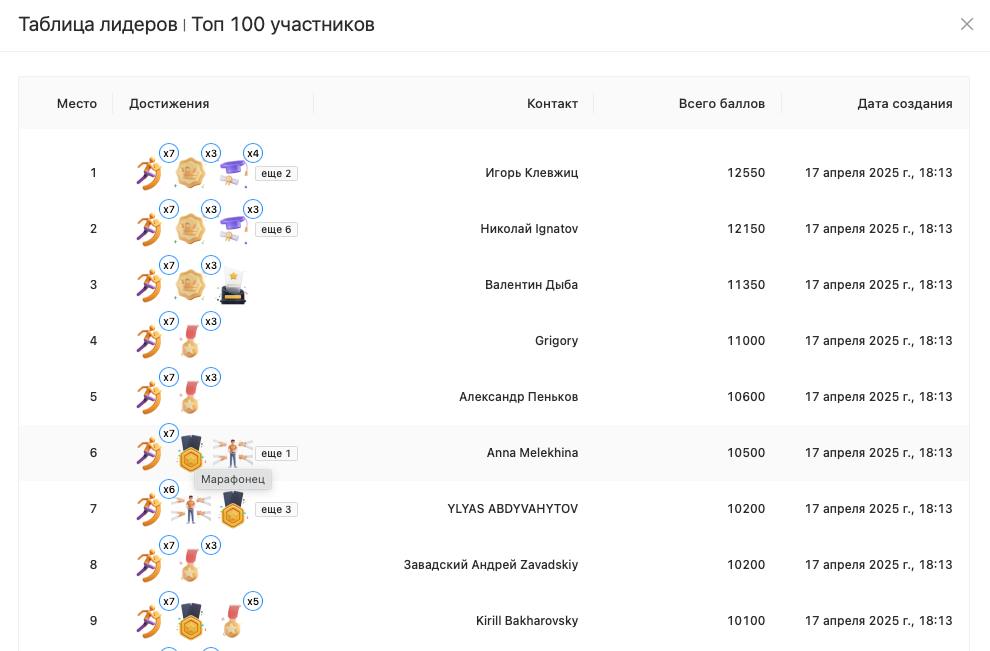 Таблица лидеров | Топ 100 участников
Место Достижения Контакт Всего баллов Дата создания
x7 x3 x4
1 еще 2 Игорь Клевжиц 12550 17 апреля 2025 г., 18:13
x7 x3 x3
2 еще 6 Николай Ignatov 12150 17 апреля 2025 г., 18:13
x7 x3
3 Валентин Дыба 11350 17 апреля 2025 г., 18:13
x7 x3
4 Grigory 11000 17 апреля 2025 г., 18:13
x7 x3
5 Александр Пеньков 10600 17 апреля 2025 г., 18:13
x7
6 еще 1 Anna Melekhina 10500 17 апреля 2025 г., 18:13
Марафонец
x6
7 еще 3 YLYAS ABDYVAHYTOV 10200 17 апреля 2025 г., 18:13
x7 x3
8 Завадский Андрей Zavadskiy 10200 17 апреля 2025 г., 18:13
x7 x5
9 Kirill Bakharovsky 10100 17 апреля 2025 г., 18:13